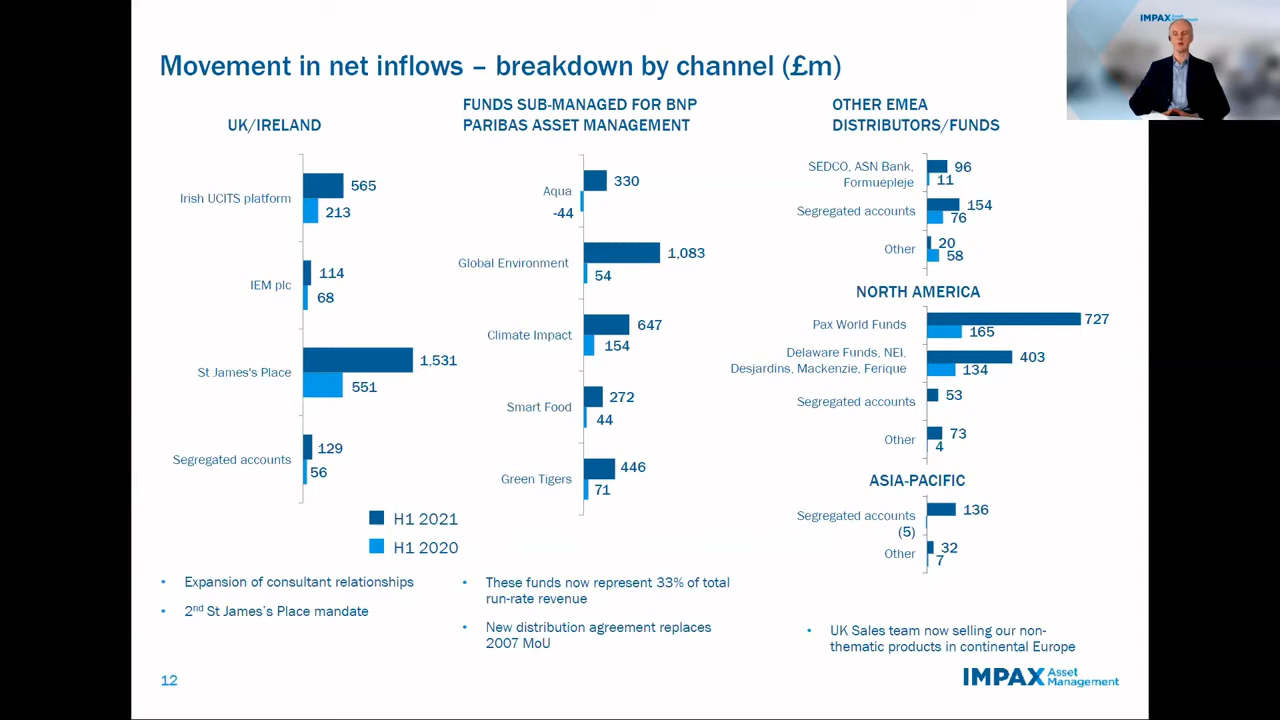 IMPAX Asset Management
Movement in net inflows – breakdown by channel (£m)
UK/IRELAND
Irish UCITS platform
565
213
IEM plc
114
68
St James's Place
1,531
551
Segregated accounts
129
56
FUNDS SUB-MANAGED FOR BNP
PARIBAS ASSET MANAGEMENT
Aqua
330
-44
Global Environment
1,083
54
Climate Impact
647
154
Smart Food
272
44
Green Tigers
446
71
OTHER EMEA
DISTRIBUTORS/FUNDS
SEDCO, ASN Bank,
Formuepleje
96
11
Segregated accounts
154
76
Other
20
58
NORTH AMERICA
Pax World Funds
727
165
Delaware Funds, NEI,
Desjardins, Mackenzie, Ferique
403
134
Segregated accounts
53
Other
73
4
ASIA-PACIFIC
Segregated accounts
136
(5)
Other
32
7
H1 2021
H1 2020
• Expansion of consultant relationships
• 2nd St James’s Place mandate
• These funds now represent 33% of total
run-rate revenue
• New distribution agreement replaces
2007 MoU
• UK Sales team now selling our non-
thematic products in continental Europe
12
IMPAX Asset
Management